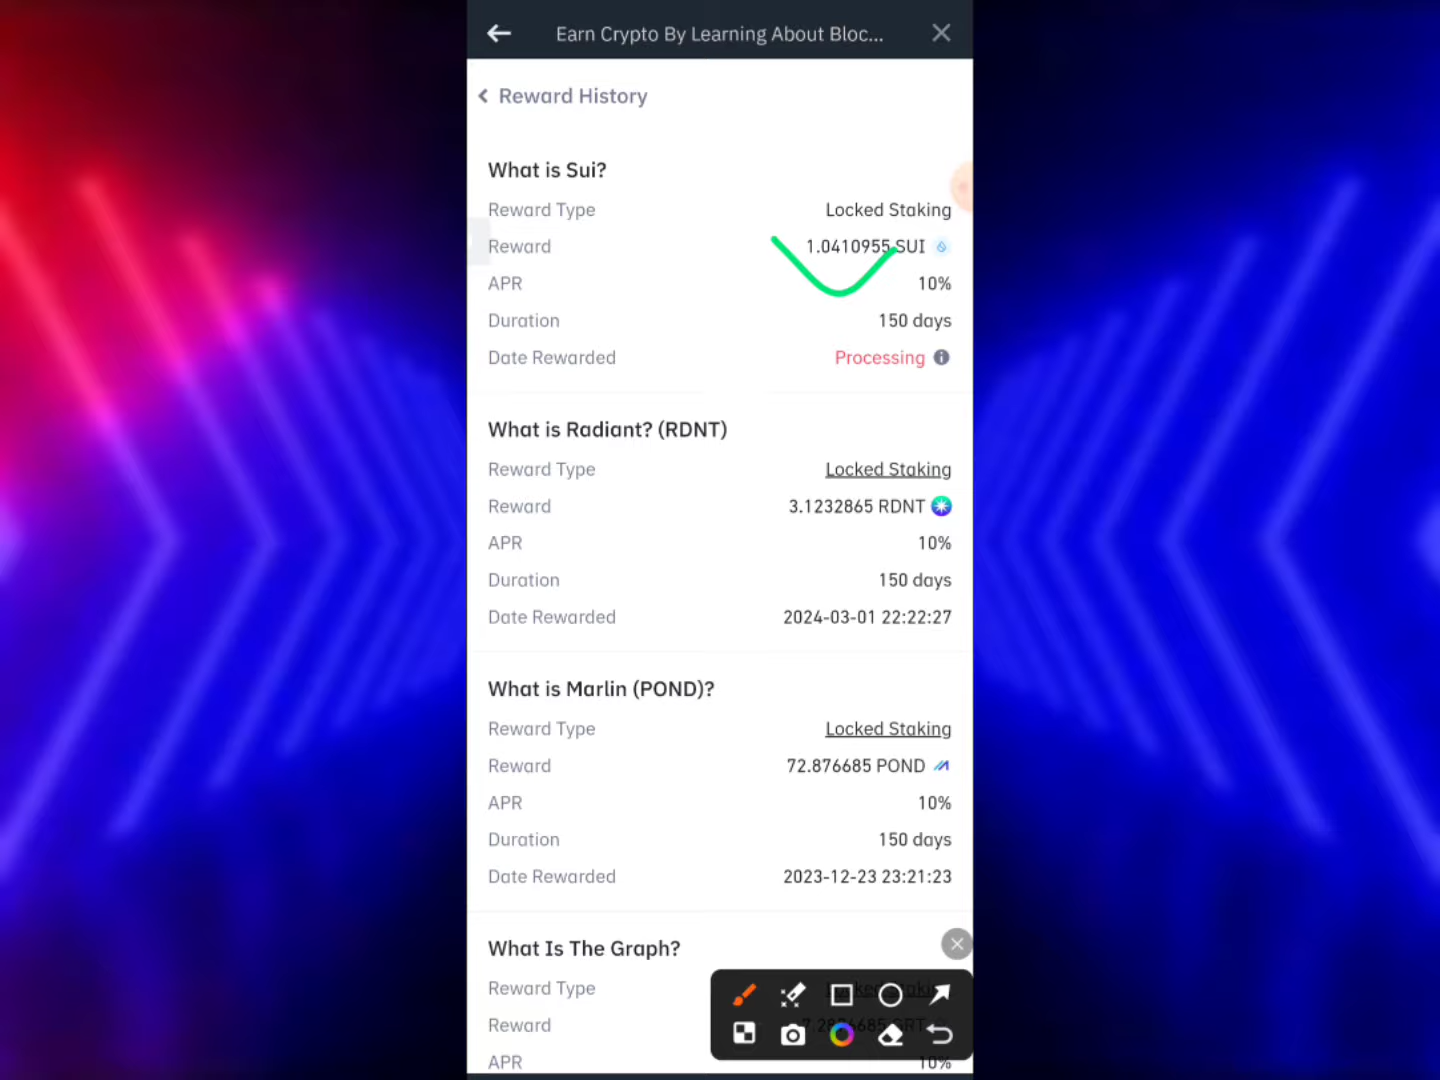 Earn Crypto By Learning About Bloc...
Reward History
What is Sui?
Reward Type Locked Staking
Reward 1.0410955 SUI
APR 10%
Duration 150 days
Date Rewarded Processing
What is Radiant? (RDNT)
Reward Type Locked Staking
Reward 3.1232865 RDNT
APR 10%
Duration 150 days
Date Rewarded 2024-03-01 22:22:27
What is Marlin (POND)?
Reward Type Locked Staking
Reward 72.876685 POND
APR 10%
Duration 150 days
Date Rewarded 2023-12-23 23:21:23
What Is The Graph?
Reward Type
Reward
APR 10%